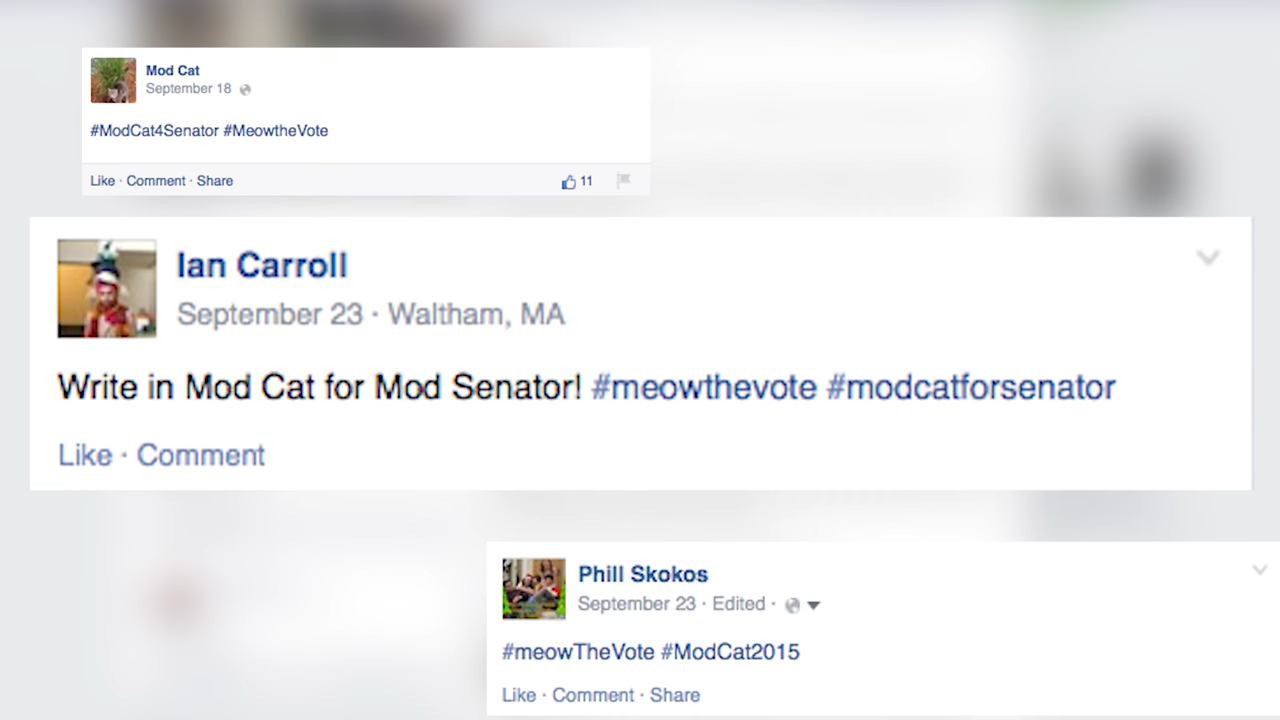 Mod Cat
September 18
#ModCat4Senator #MeowtheVote
Like · Comment · Share
11
Ian Carroll
September 23 · Waltham, MA
Write in Mod Cat for Mod Senator! #meowthevote #modcatforsenator
Like · Comment
Phill Skokos
September 23 · Edited ·
#meowTheVote #ModCat2015
Like · Comment · Share